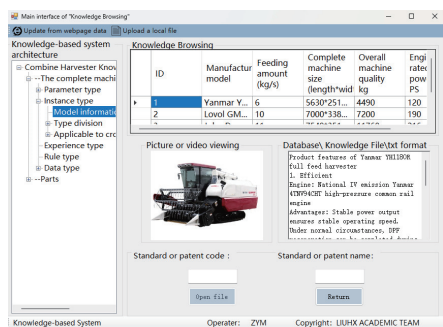 Main interface of "Knowledge Browsing"
Update from webpage data Upload a local file
Knowledge-based system
architecture
Combine Harvester Know
--The complete machi
Parameter type
Instance type
Model informatic
Type division
Applicable to cro
Experience type
Rule type
Data type
--Parts
Knowledge Browsing
ID
Manufactur
model
Feeding
amount
(kg/s)
Complete
machine
size
(length*wid
Overall
machine
quality
kg
Engi
rated
pow
PS
1 Yanmar Y... 6 5630*251... 4490 120
2 Lovol GM... 10 7000*338... 7200 190
Picture or video viewing
Database\ Knowledge File\txt format
Product features of Yanmar YH1180R
full feed harvester
1. Efficient
Engine: National IV emission Yanmar
4TNV94CHT high-pressure common rail
engine
Advantages: Stable power output
ensures stable operating speed.
Under normal circumstances, DPF
Standard or patent code :
Standard or patent name:
Open file
Return
Knowledge-based System
Operater: ZYM
Copyright: LIUHX ACADEMIC TEAM